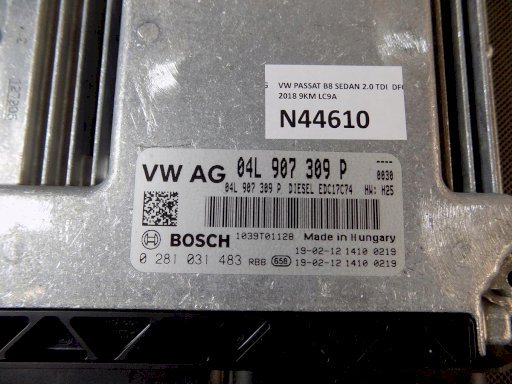 VW PASSAT B8 SEDAN 2.0 TDI
2018 9KM LC9A
N44610
VW AG 04L 907 309 P 0030
04L 907 309 P DIESEL EDC17C74 HW: H25
BOSCH 1039T01128 Made in Hungary
19-02-12 1410 0219
0 281 031 483 RBB 658 19-02-12 1410 0219